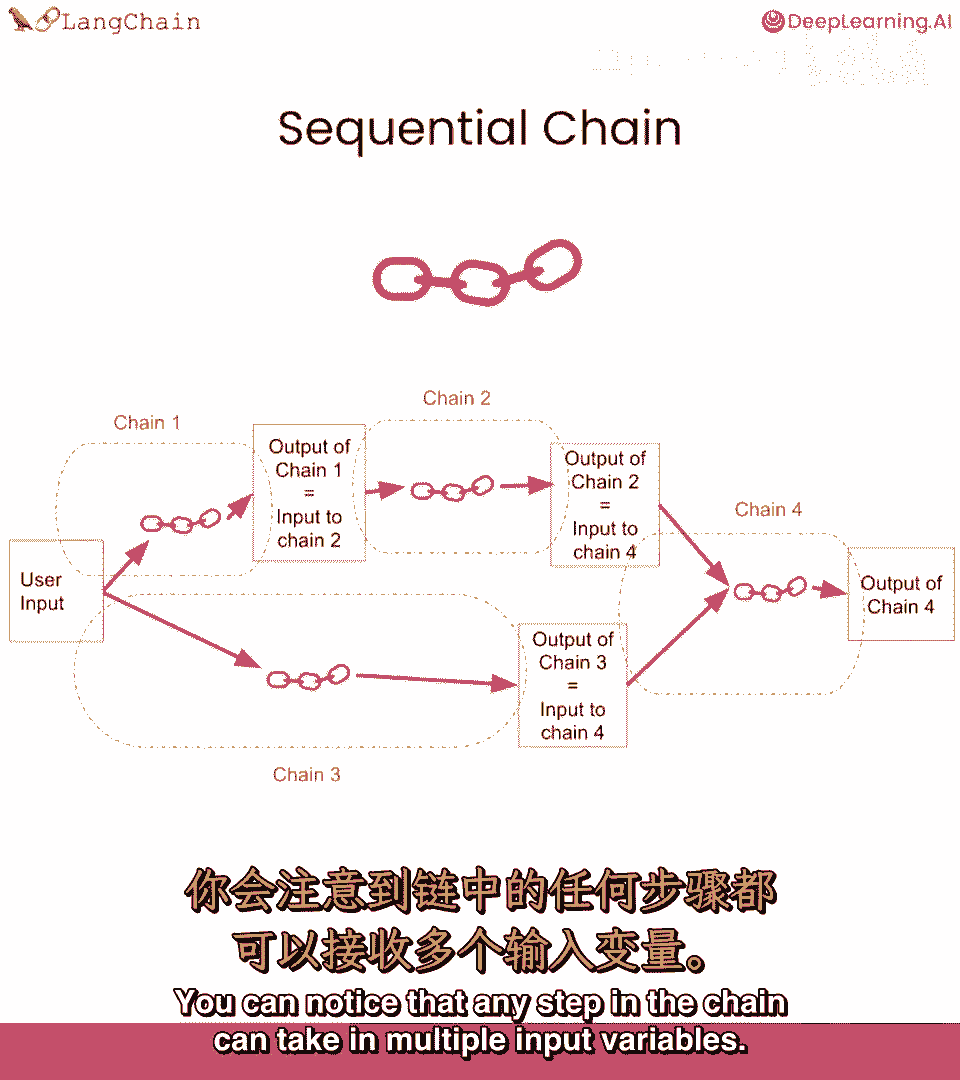 LangChain
DeepLearning.AI
Sequential Chain
Chain 1
Chain 2
Output of
Chain 1
=
Input to
chain 2
Output of
Chain 2
=
Input to
chain 4
Chain 4
User
Input
Output of
Chain 4
Output of
Chain 3
=
Input to
chain 4
Chain 3
你会注意到链中的任何步骤都
可以接收多个输入变量。
You can notice that any step in the chain
can take in multiple input variables.